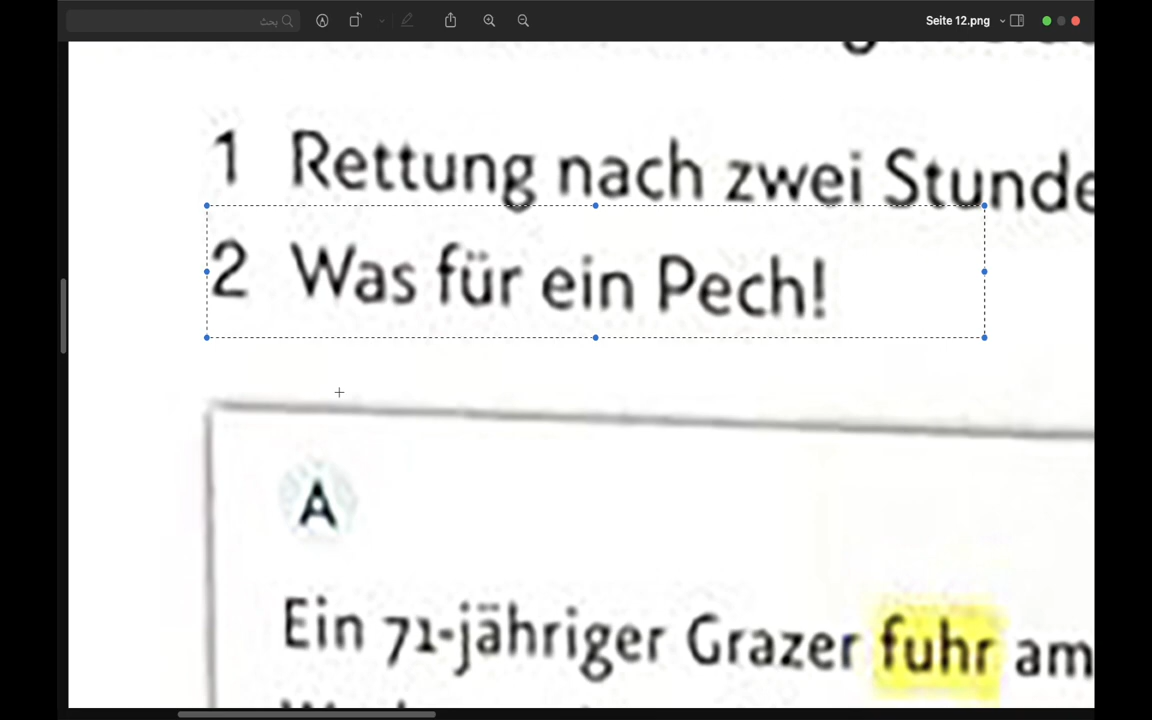 بحث
Seite 12.png
1 Rettung nach zwei Stunde
2 Was für ein Pech!
A
Ein 71-jähriger Grazer fuhr am